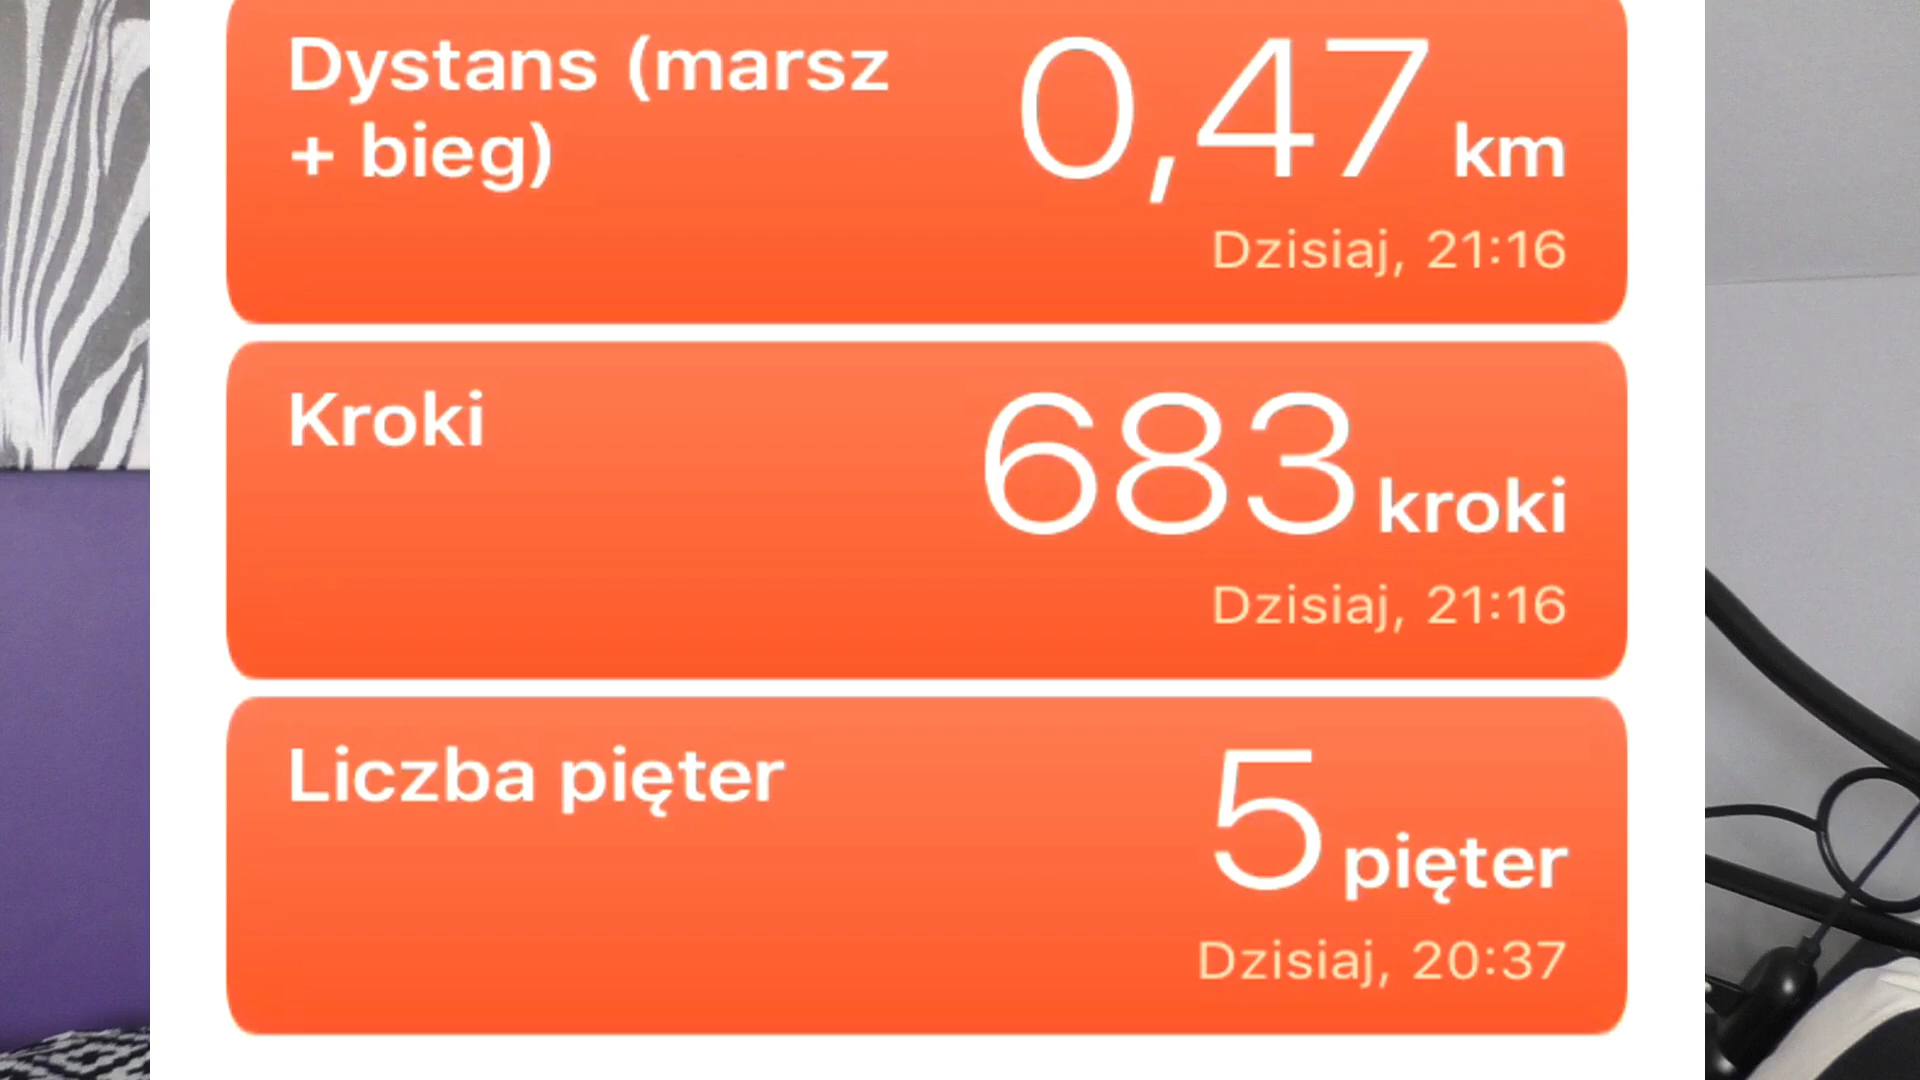 Dystans (marsz
+ bieg)
0,47 km
Dzisiaj, 21:16
Kroki
683 kroki
Dzisiaj, 21:16
Liczba pięter
5 pięter
Dzisiaj, 20:37